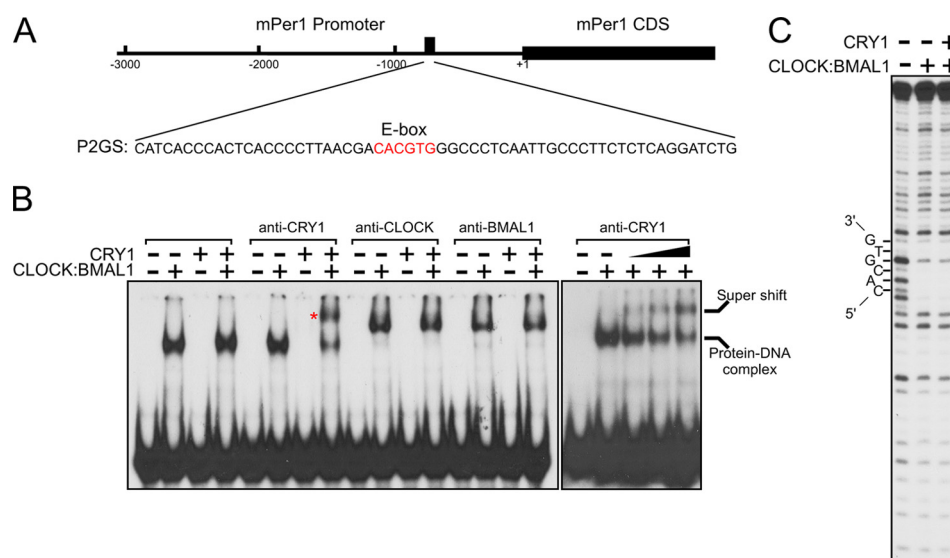 A
mPer1 Promoter
mPer1 CDS
-3000
-2000
-1000
+1
E-box
P2GS: CATCACCCACTCACCCCTTAACGACACGTGGGCCCTCAATTGCCCTTCTCTCAGGATCTG
B
anti-CRY1
anti-CLOCK
anti-BMAL1
anti-CRY1
CRY1 - - + + - - + + - - + + - - + + - -
CLOCK:BMAL1 - + - + - + - + - + - + - + - + - + + + +
*
Super shift
Protein-DNA
complex
C
CRY1 - - +
CLOCK:BMAL1 - + +
3'
G
T
G
C
A
C
5'